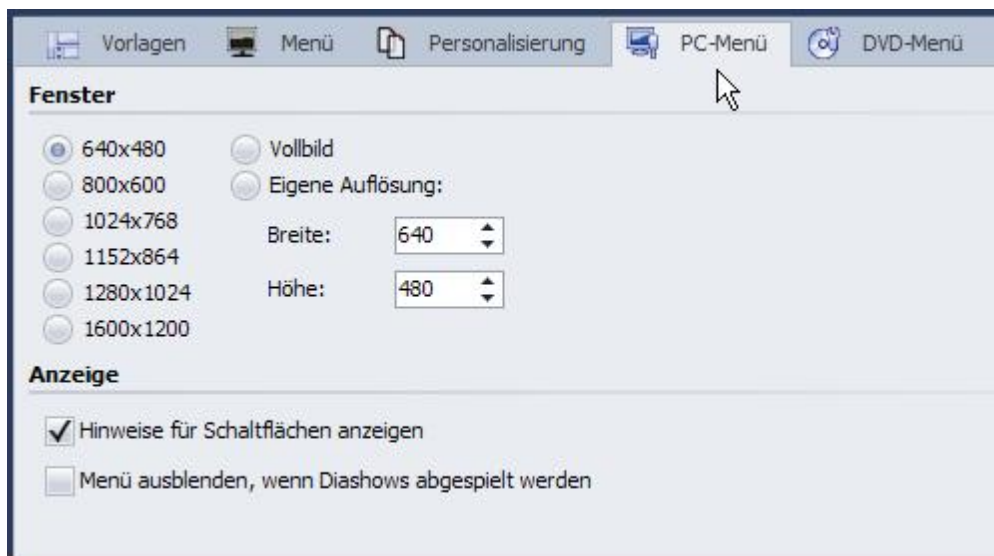 Vorlagen Menü Personalisierung PC-Menü DVD-Menü
Fenster
640x480 Vollbild
800x600 Eigene Auflösung:
1024x768
Breite: 640
1152x864
1280x1024 Höhe: 480
1600x1200
Anzeige
Hinweise für Schaltflächen anzeigen
Menü ausblenden, wenn Diashows abgespielt werden